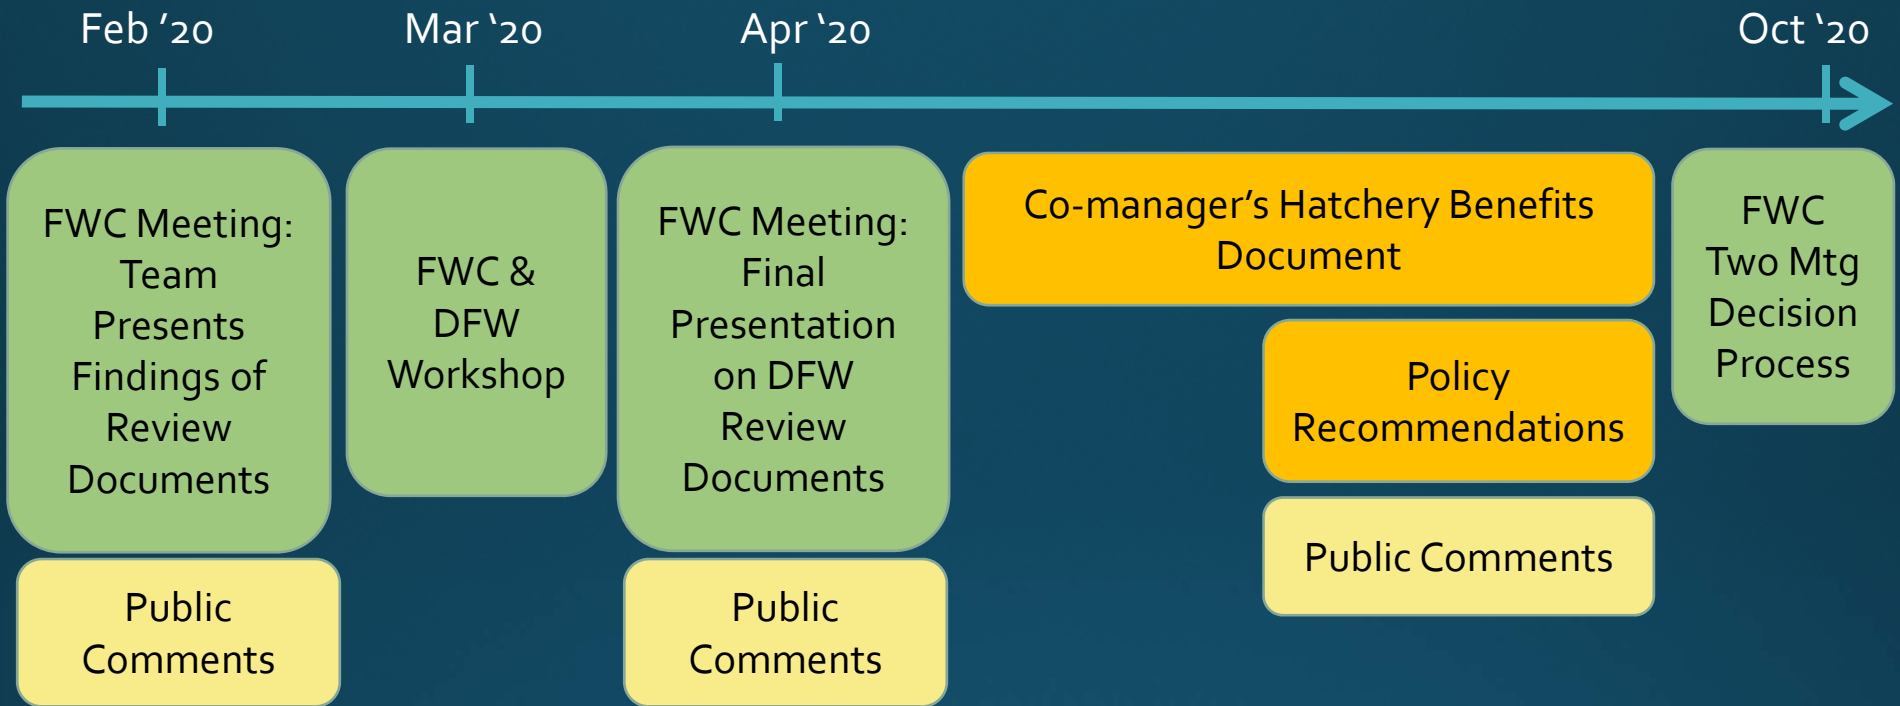 Feb ’20
Mar ‘20
Apr ‘20
Oct ‘20
FWC Meeting:
Team
Presents
Findings of
Review
Documents
Public
Comments
FWC &
DFW
Workshop
FWC Meeting:
Final
Presentation
on DFW
Review
Documents
Public
Comments
Co-manager’s Hatchery Benefits
Document
Policy
Recommendations
Public Comments
FWC
Two Mtg
Decision
Process